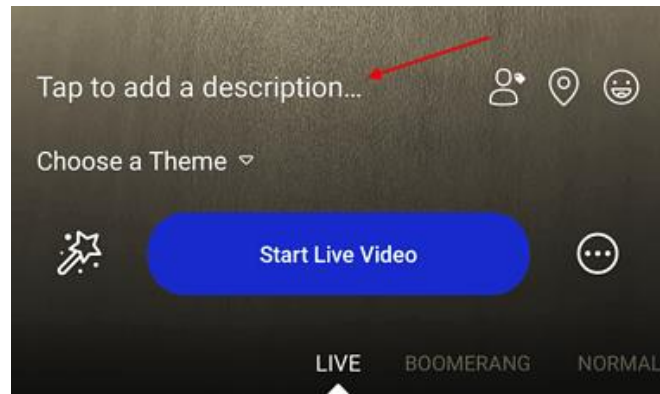 Tap to add a description...
Choose a Theme
Start Live Video
LIVE BOOMERANG NORMAL